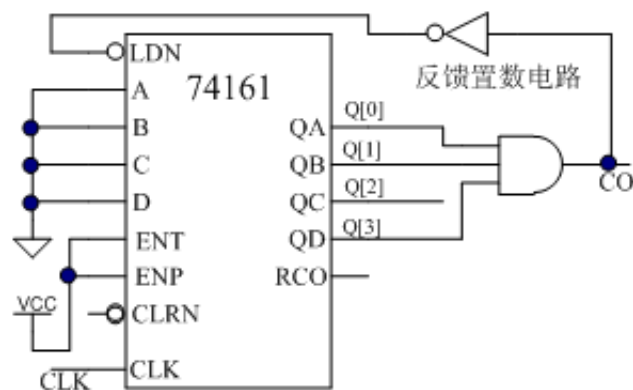 LDN
反馈置数电路
A
74161
Q[0]
B
QA
Q[1]
C
QB
CO
Q[2]
D
QC
Q[3]
ENT
QD
ENP
RCO
VCC
CLRN
CLK
CLK